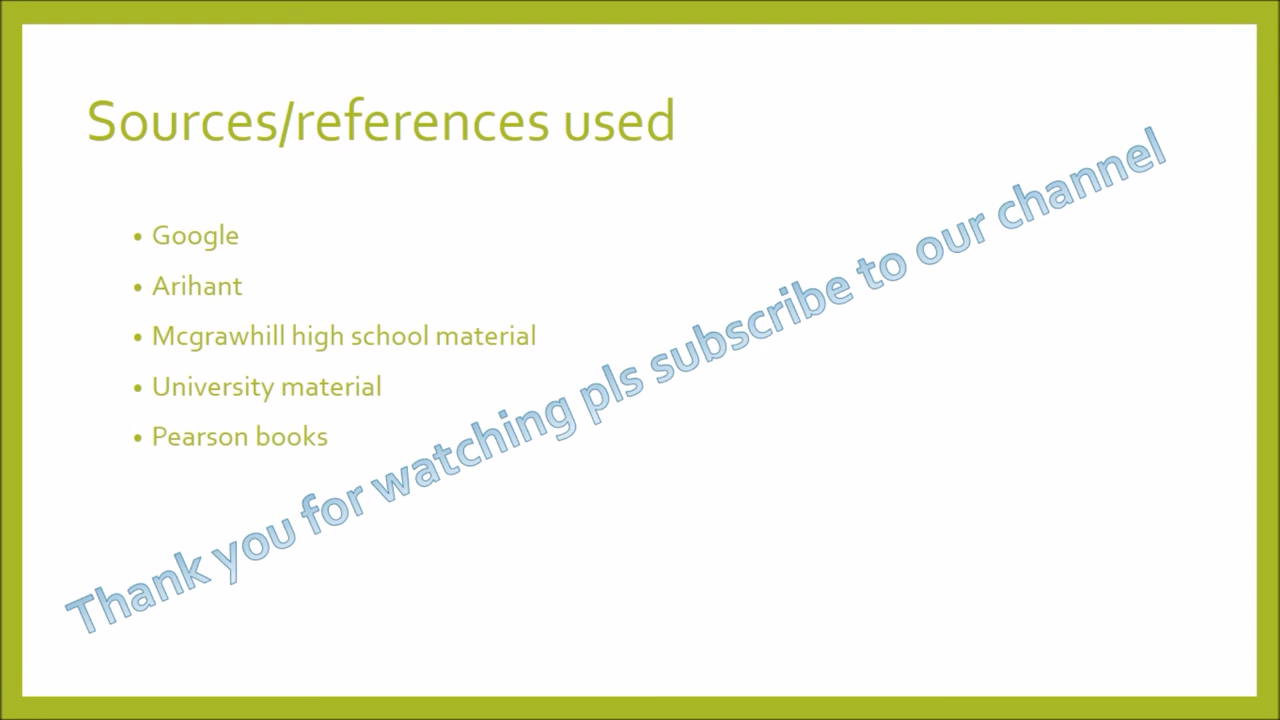 Sources/references used
• Google
• Arihant
• Mcgrawhill high school material
• University material
• Pearson books
Thank you for watching pls subscribe to our channel